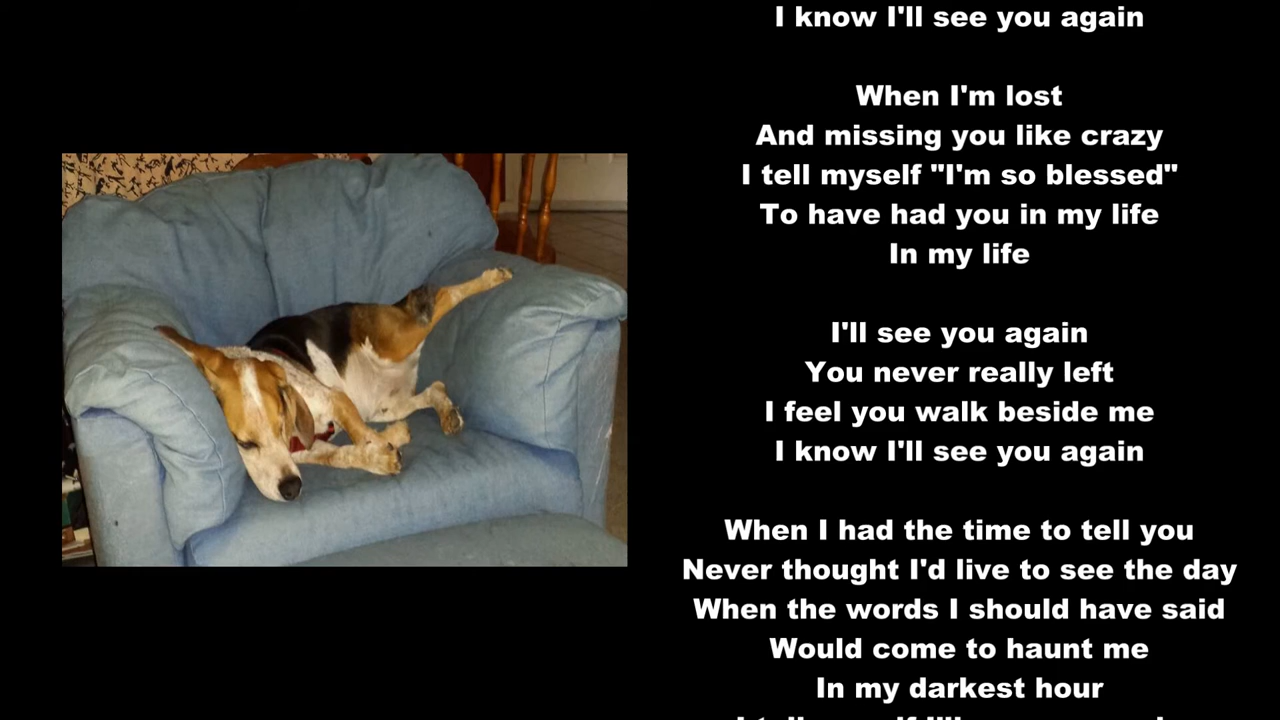 I know I'll see you again
When I'm lost
And missing you like crazy
I tell myself "I'm so blessed"
To have had you in my life
In my life
I'll see you again
You never really left
I feel you walk beside me
I know I'll see you again
When I had the time to tell you
Never thought I'd live to see the day
When the words I should have said
Would come to haunt me
In my darkest hour